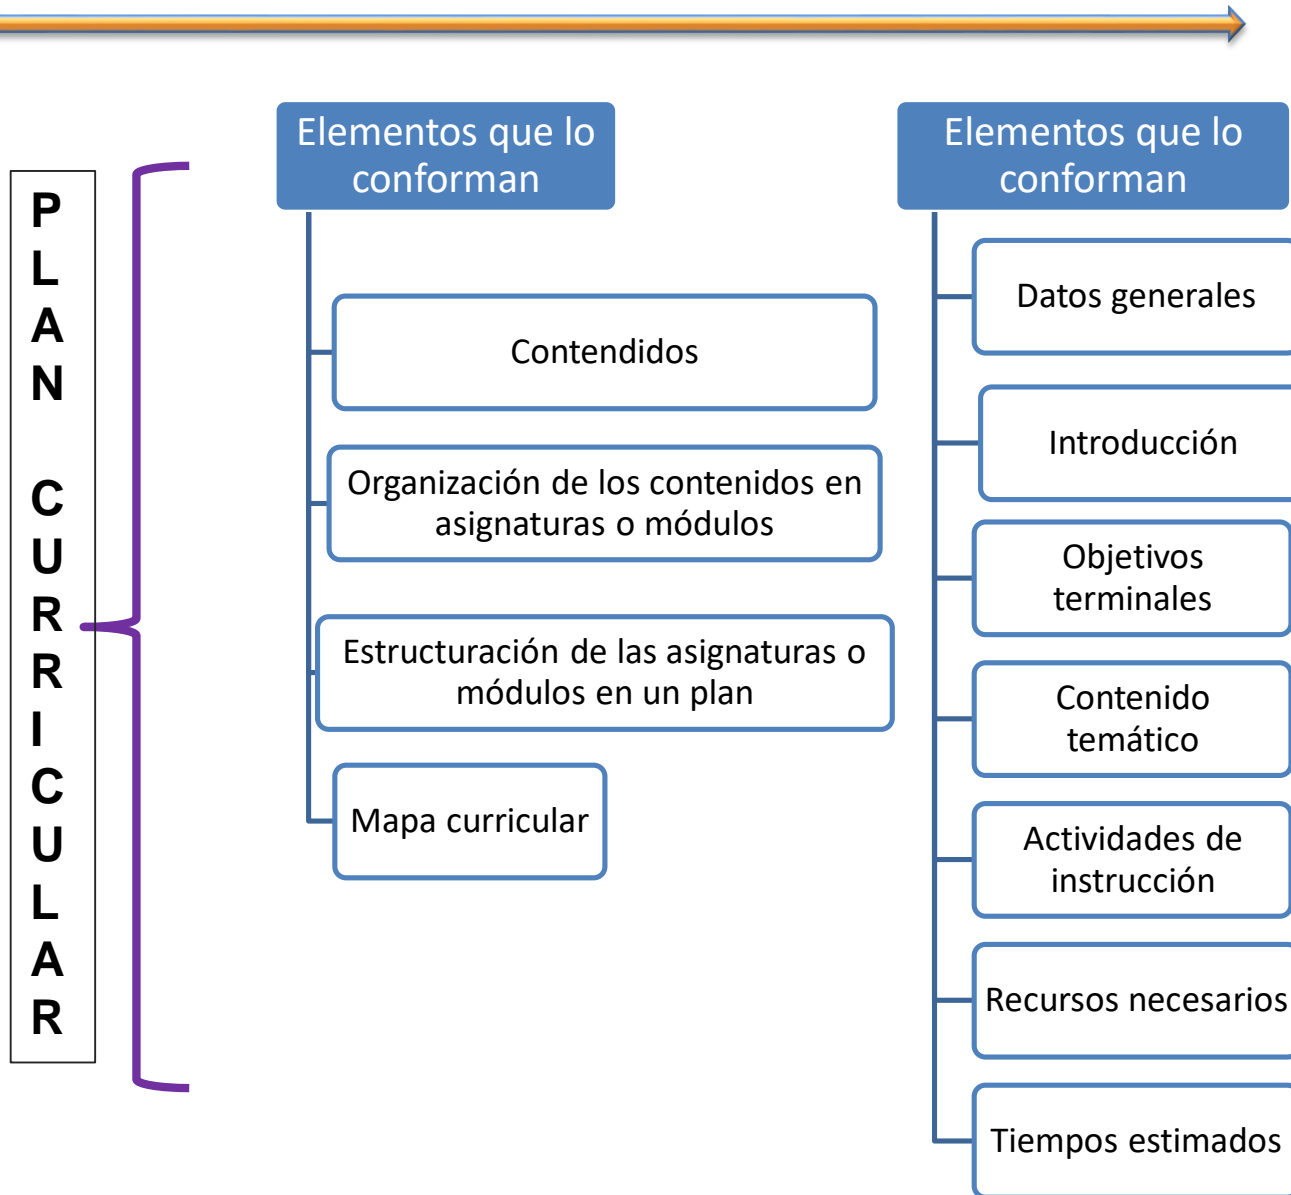 PLAN CURRICULAR
Elementos que lo
conforman
Contendidos
Organización de los contenidos en
asignaturas o módulos
Estructuración de las asignaturas o
módulos en un plan
Mapa curricular
Elementos que lo
conforman
Datos generales
Introducción
Objetivos
terminales
Contenido
temático
Actividades de
instrucción
Recursos necesarios
Tiempos estimados